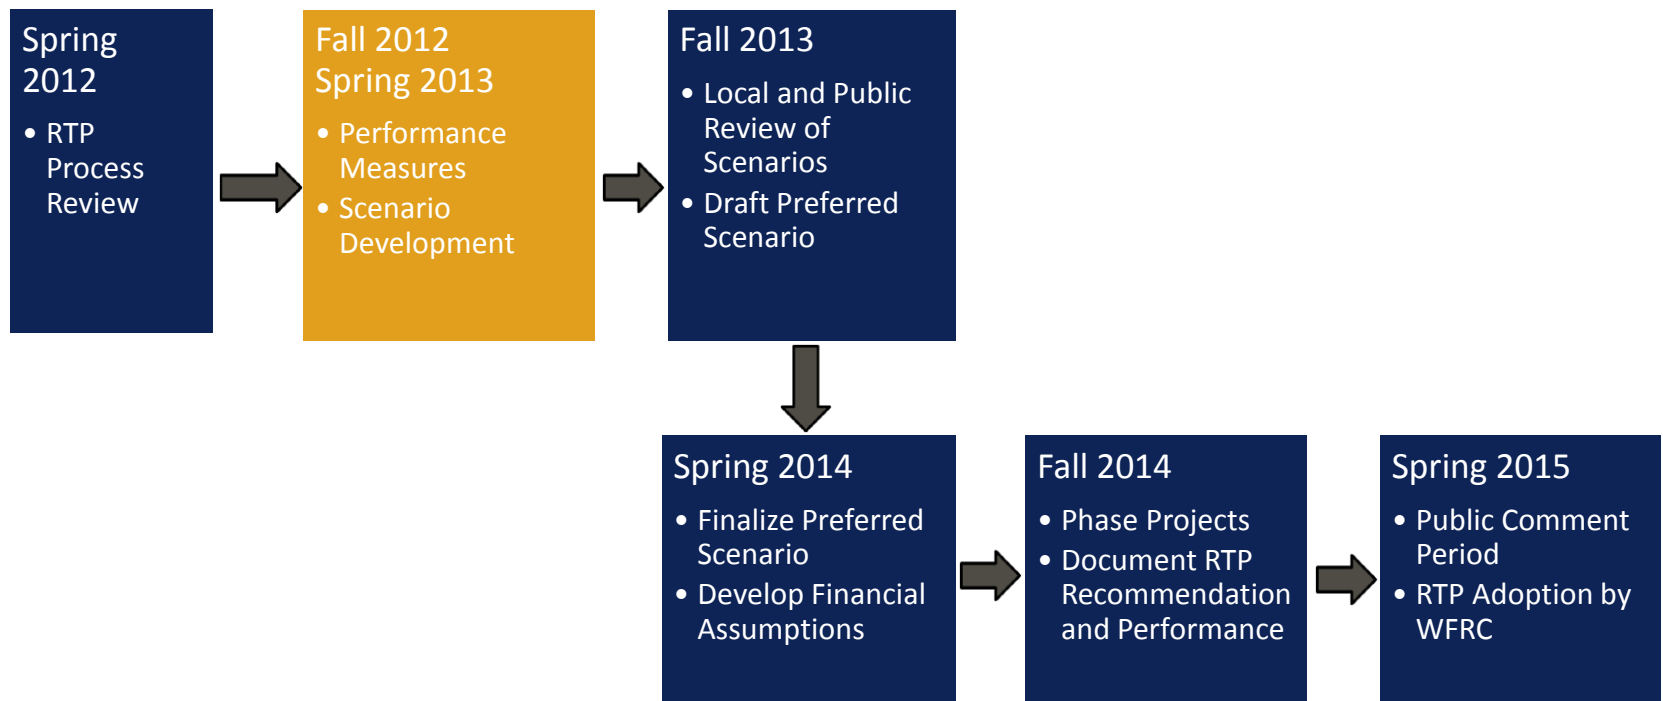 Spring
2012
• RTP
Process
Review
Fall 2012
Spring 2013
• Performance
Measures
• Scenario
Development
Fall 2013
• Local and Public
Review of
Scenarios
• Draft Preferred
Scenario
Spring 2014
• Finalize Preferred
Scenario
• Develop Financial
Assumptions
Fall 2014
• Phase Projects
• Document RTP
Recommendation
and Performance
Spring 2015
• Public Comment
Period
• RTP Adoption by
WFRC